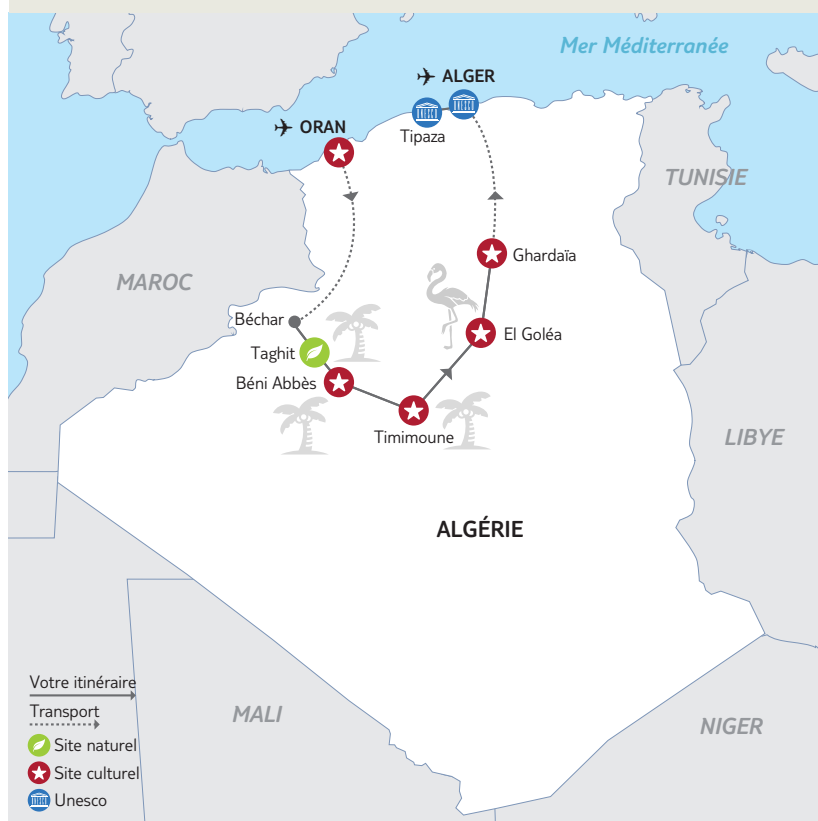 Mer Méditerranée
ALGER
ORAN
Tipaza
TUNISIE
Ghardaïa
MAROC
Béchar
El Goléa
Taghit
Béni Abbès
Timimoune
LIBYE
ALGÉRIE
Votre itinéraire
Transport
MALI
NIGER
Site naturel
Site culturel
Unesco